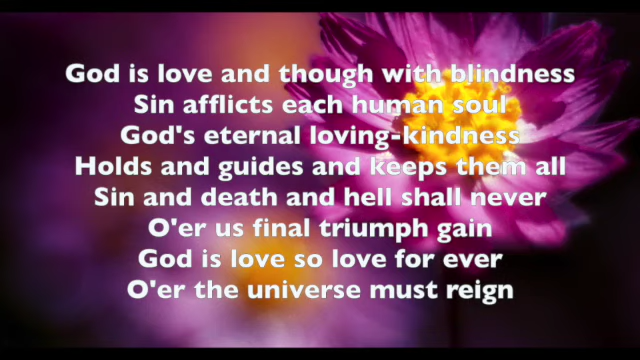 God is love and though with blindness
Sin afflicts each human soul
God's eternal loving-kindness
Holds and guides and keeps them all
Sin and death and hell shall never
O'er us final triumph gain
God is love so love for ever
O'er the universe must reign